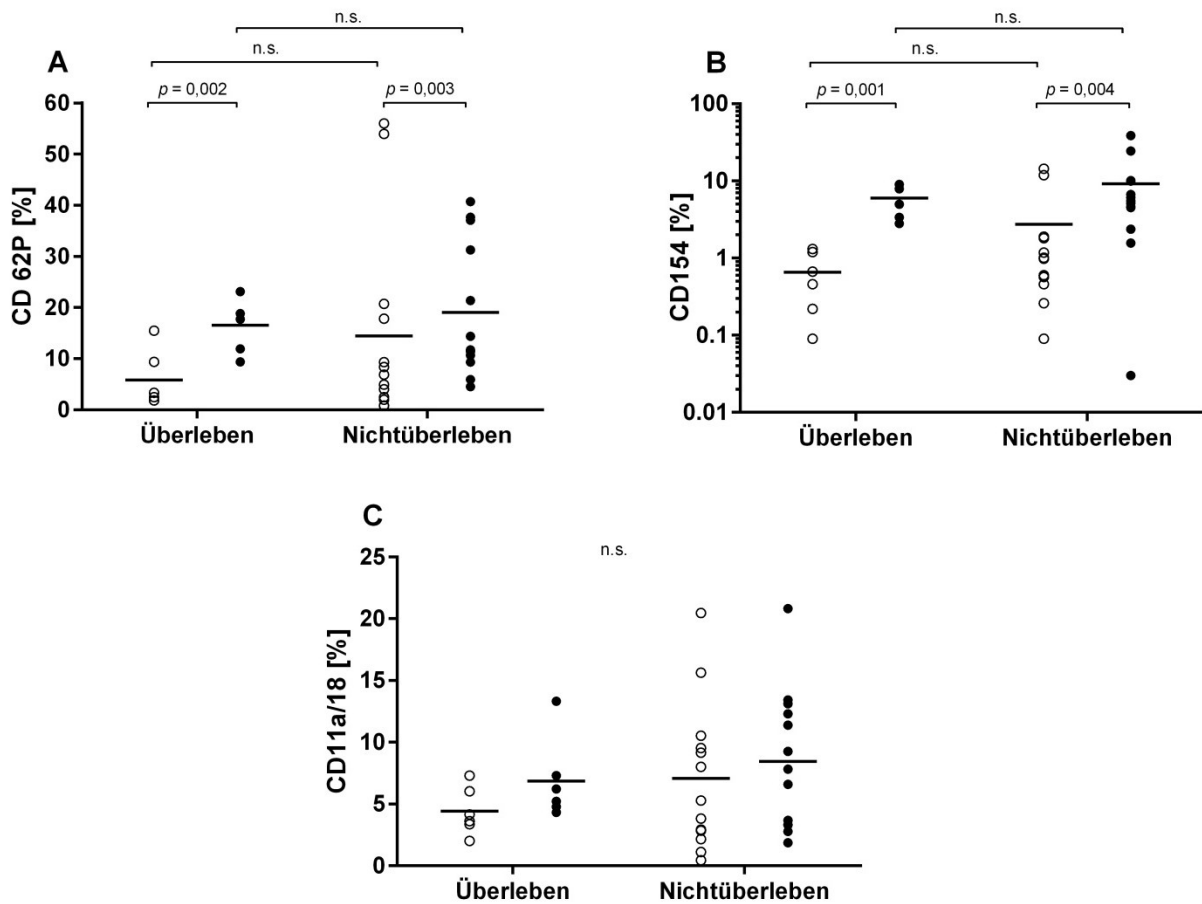 n.s.
n.s.
A
p = 0,002
p = 0,003
60
50
40
30
20
10
0
CD 62P [%]
Überleben
Nichtüberleben
n.s.
n.s.
B
p = 0,001
p = 0,004
100
10
1
0.1
0.01
CD154 [%]
Überleben
Nichtüberleben
C
n.s.
25
20
15
10
5
0
CD11a/18 [%]
Überleben
Nichtüberleben